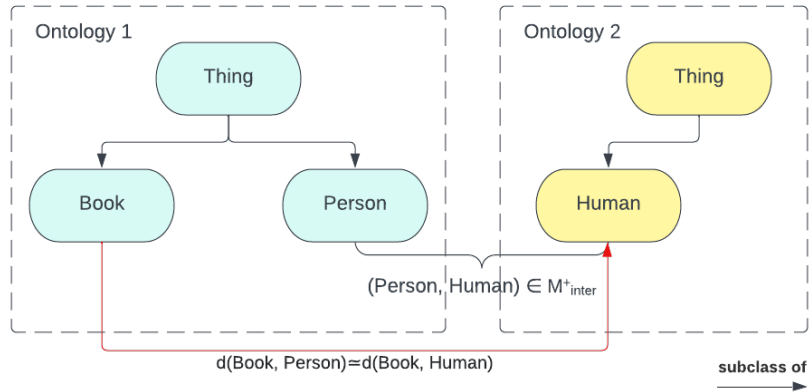 Ontology 1
Ontology 2
Thing
Thing
Book
Person
Human
(Person, Human) ∈ M⁺inter
d(Book, Person)≃d(Book, Human)
subclass of